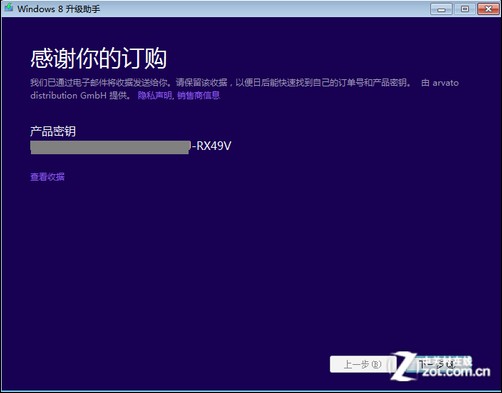 Windows 8 升级助手
感谢你的订购
我们已通过电子邮件将收据发送给你。请保留该收据，以便日后能快速找到自己的订单号和产品密钥。 由 arvato
distribution GmbH 提供。 隐私声明, 销售商信息
产品密钥
-RX49V
查看收据
上一步(B)
下一步
zol.com.cn